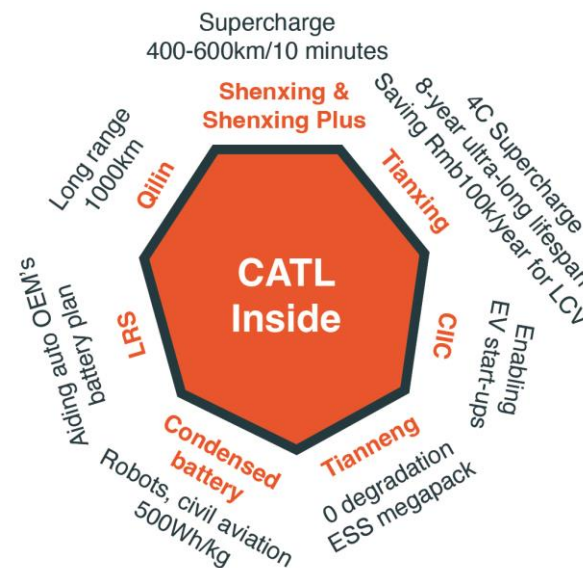 Supercharge
400-600km/10 minutes
Shenxing &
Shenxing Plus
4C Supercharge
8-year ultra-long lifespan
Saving Rmb100k/year for LCV
Tianxing
Enabling
EV start-ups
CIIC
Tianneng
0 degradation
ESS megapack
Condensed
battery
Robots, civil aviation
500Wh/kg
Aiding auto OEM's
battery plan
LRS
Long range
1000km
Qilin
CATL
Inside